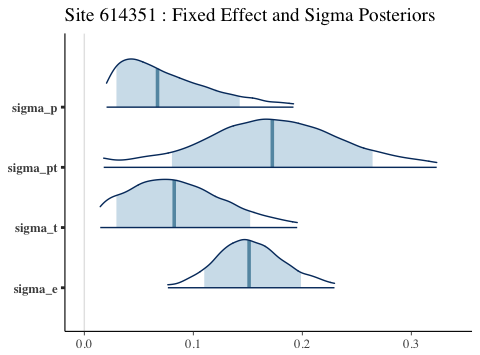 Site 614351 : Fixed Effect and Sigma Posteriors
sigma_p
sigma_pt
sigma_t
sigma_e
0.0 0.1 0.2 0.3